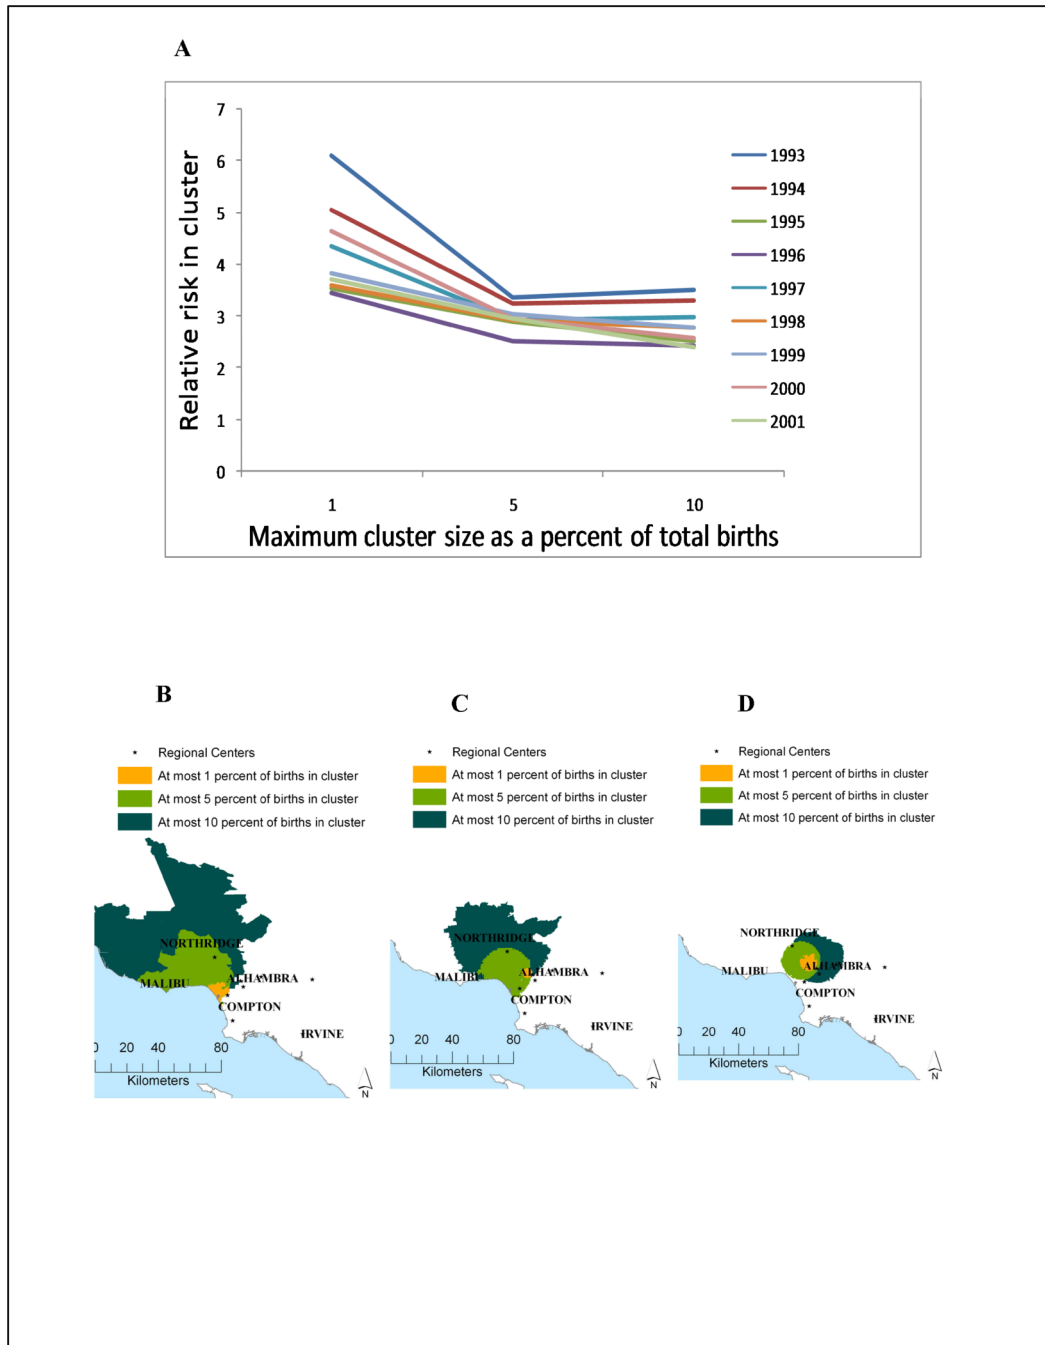 A
7
6
5
4
3
2
1
0
Relative risk in cluster
1 5 10
Maximum cluster size as a percent of total births
1993
1994
1995
1996
1997
1998
1999
2000
2001
B
Regional Centers
At most 1 percent of births in cluster
At most 5 percent of births in cluster
At most 10 percent of births in cluster
NORTHRIDGE
MALIBU
ALHAMBRA
COMPTON
IRVINE
0 20 40 80
Kilometers
N
C
Regional Centers
At most 1 percent of births in cluster
At most 5 percent of births in cluster
At most 10 percent of births in cluster
NORTHRIDGE
MALIBU
ALHAMBRA
COMPTON
IRVINE
0 20 40 80
Kilometers
N
D
Regional Centers
At most 1 percent of births in cluster
At most 5 percent of births in cluster
At most 10 percent of births in cluster
NORTHRIDGE
MALIBU
ALHAMBRA
COMPTON
IRVINE
0 20 40 80
Kilometers
N